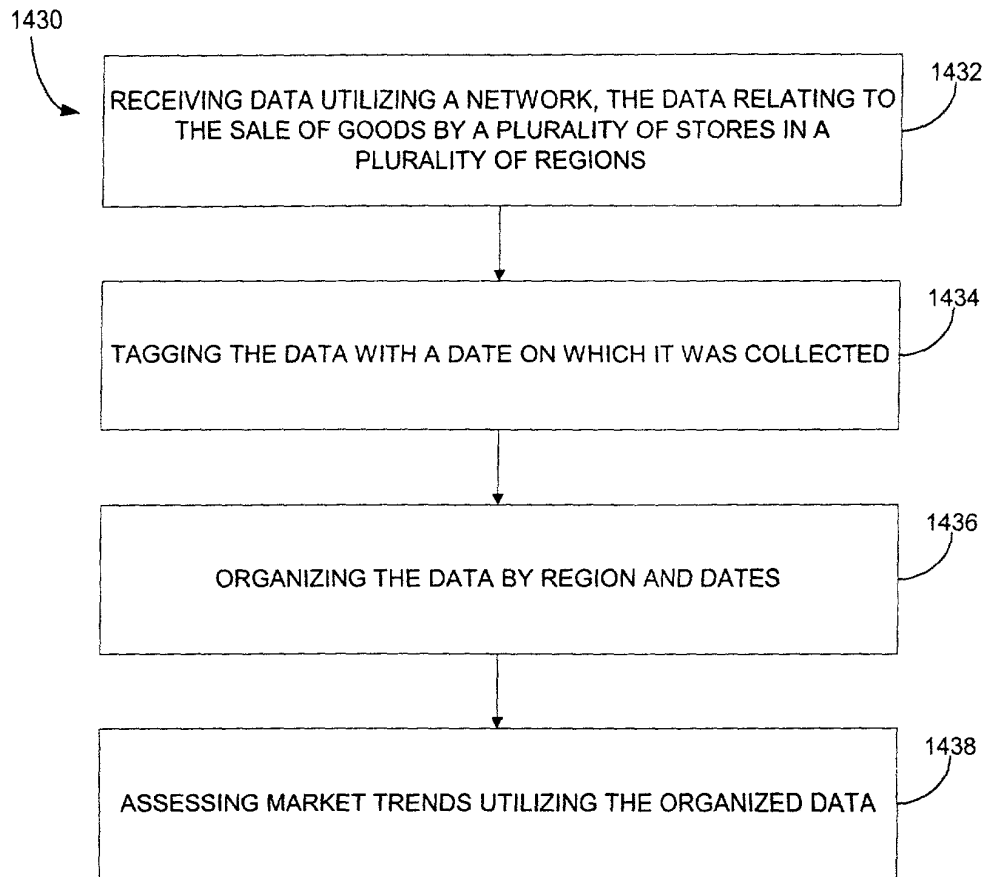 1430
1432
RECEIVING DATA UTILIZING A NETWORK, THE DATA RELATING TO
THE SALE OF GOODS BY A PLURALITY OF STORES IN A
PLURALITY OF REGIONS
1434
TAGGING THE DATA WITH A DATE ON WHICH IT WAS COLLECTED
1436
ORGANIZING THE DATA BY REGION AND DATES
1438
ASSESSING MARKET TRENDS UTILIZING THE ORGANIZED DATA